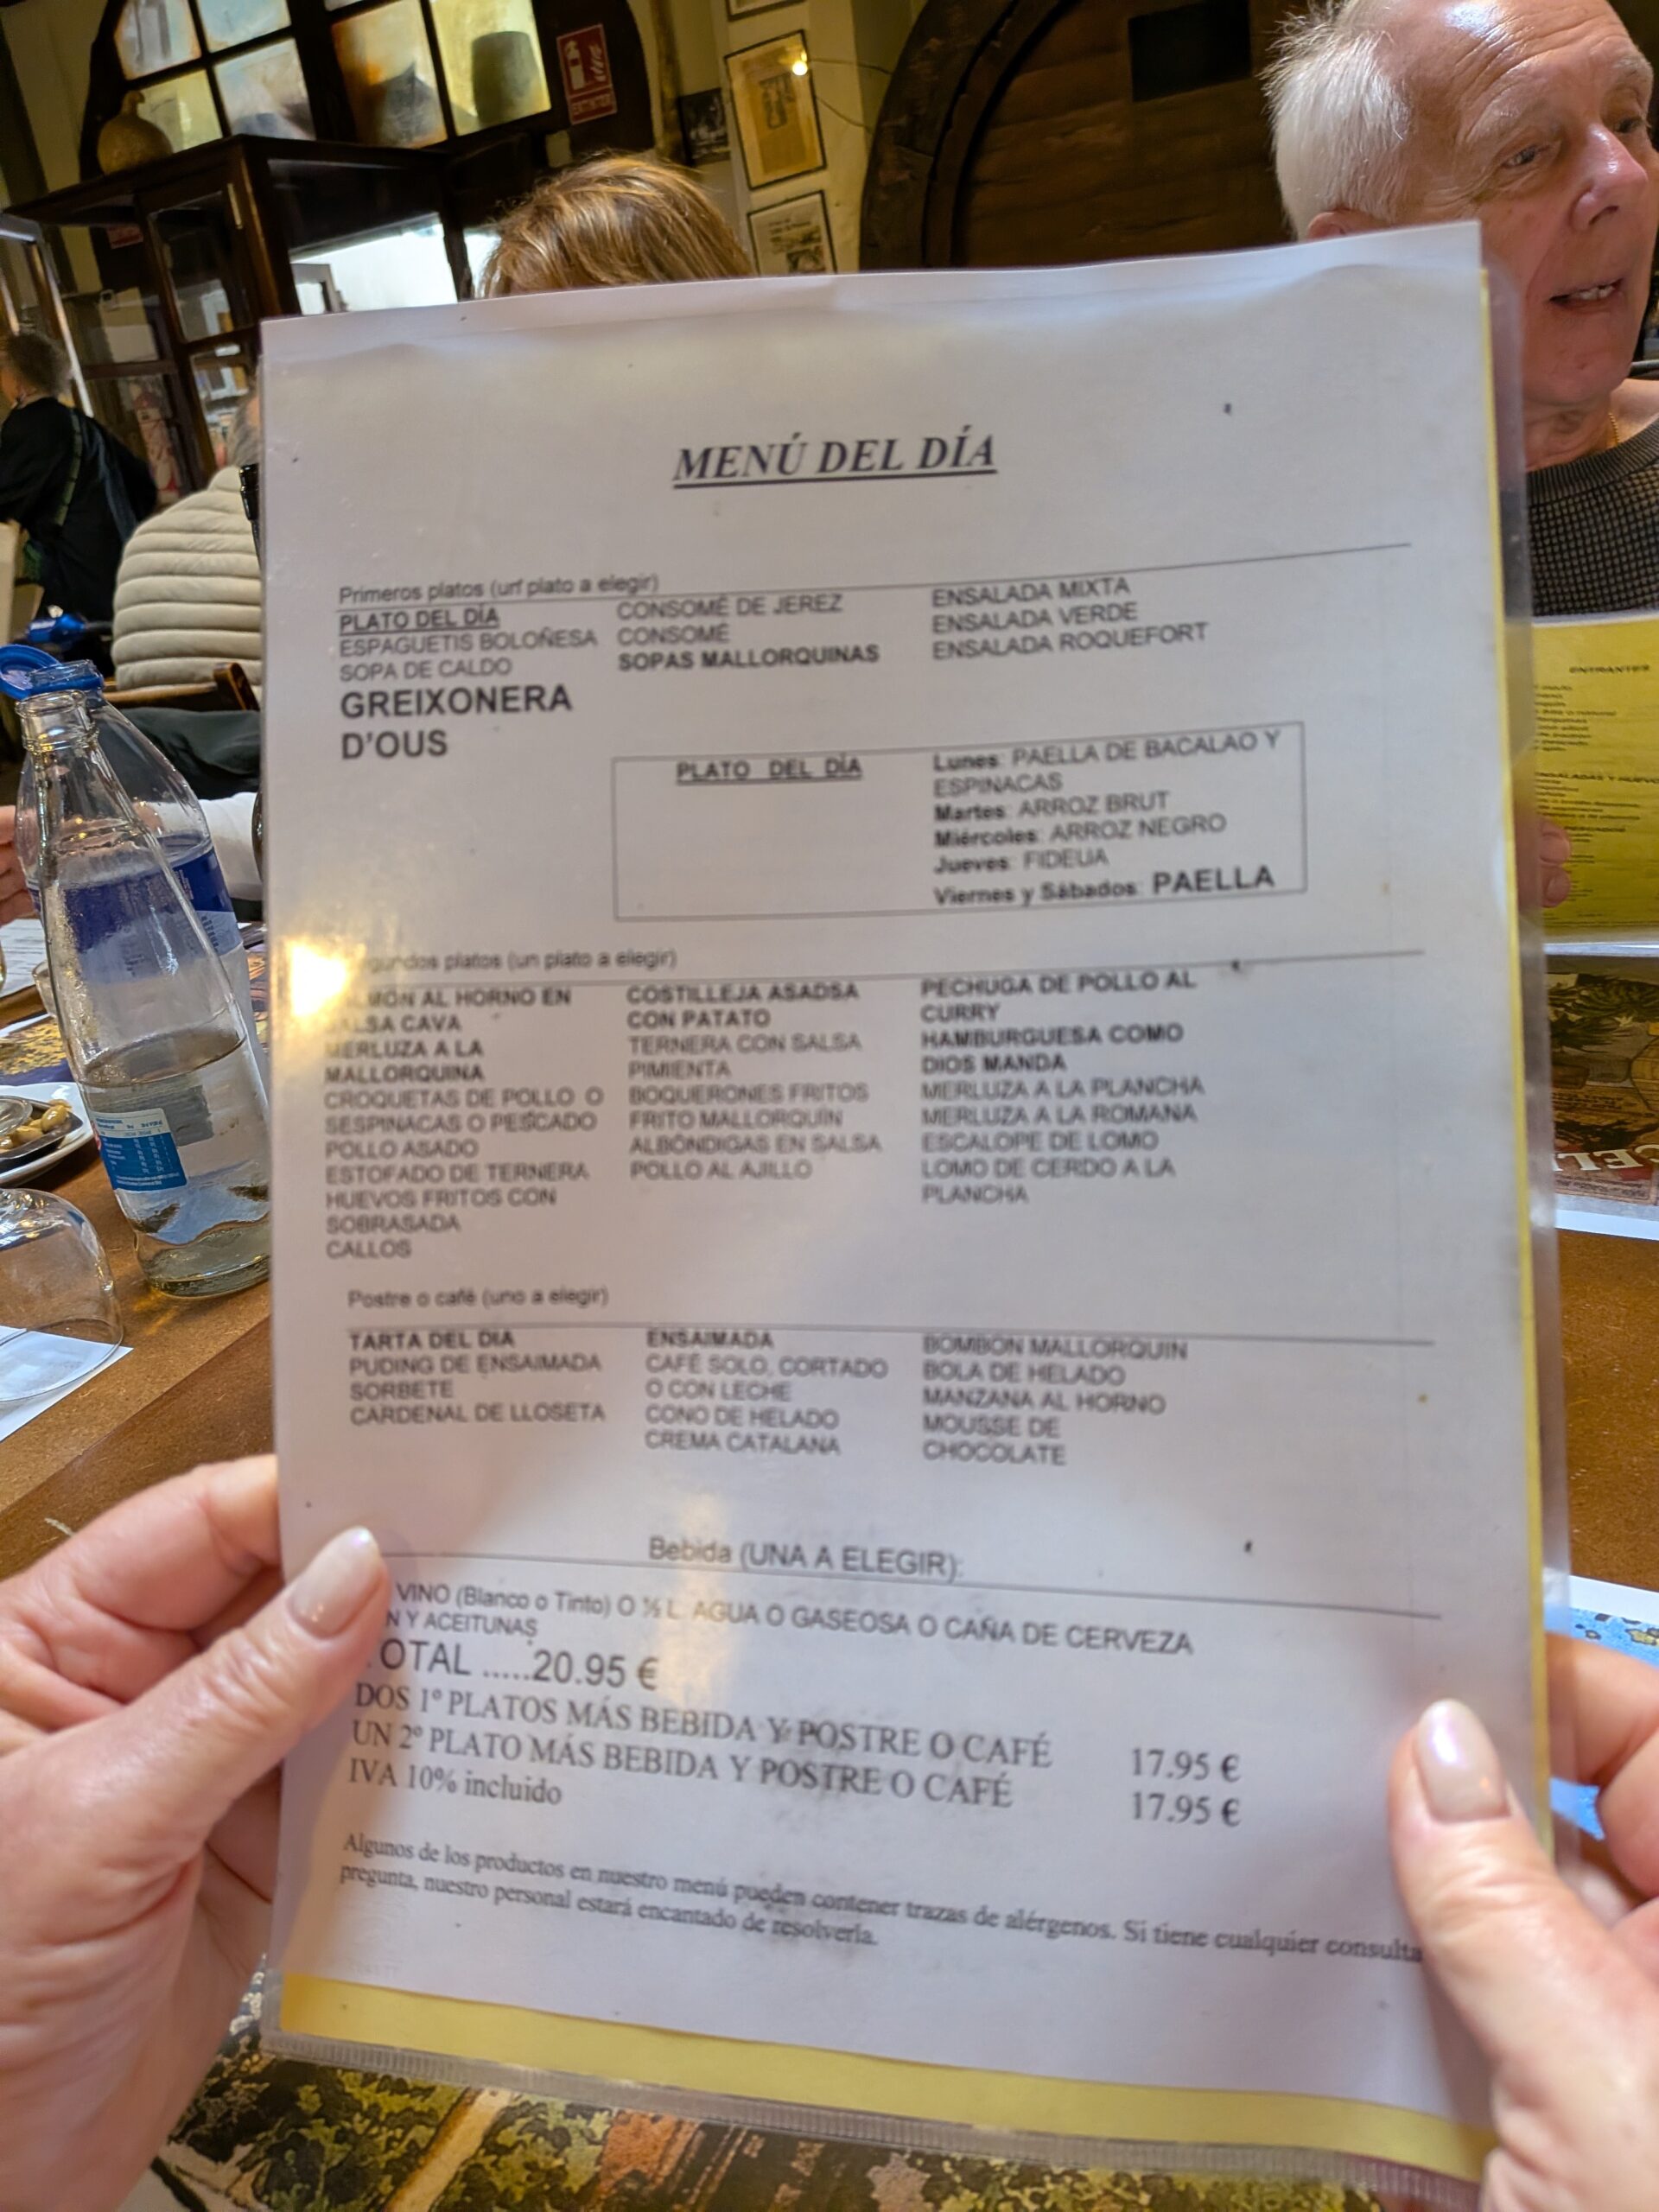 EXTINTOR
MENÚ DEL DÍA
Primeros platos (un plato a elegir)
PLATO DEL DÍA
ESPAGUETIS BOLOÑESA
SOPA DE CALDO
GREIXONERA
D'OUS
CONSOMÉ DE JEREZ
CONSOMÉ
SOPAS MALLORQUINAS
ENSALADA MIXTA
ENSALADA VERDE
ENSALADA ROQUEFORT
PLATO DEL DÍA
Lunes: PAELLA DE BACALAO Y
ESPINACAS
Martes: ARROZ BRUT
Miércoles: ARROZ NEGRO
Jueves: FIDEUA
Viernes y Sábados: PAELLA
gundos platos (un plato a elegir)
MÓN AL HORNO EN
ALSA CAVA
MERLUZA A LA
MALLORQUINA
CROQUETAS DE POLLO O
SESPINACAS O PESCADO
POLLO ASADO
ESTOFADO DE TERNERA
HUEVOS FRITOS CON
SOBRASADA
CALLOS
COSTILLEJA ASADSA
CON PATATO
TERNERA CON SALSA
PIMIENTA
BOQUERONES FRITOS
FRITO MALLORQUIN
ALBÓNDIGAS EN SALSA
POLLO AL AJILLO
PECHUGA DE POLLO AL
CURRY
HAMBURGUESA COMO
DIOS MANDA
MERLUZA A LA PLANCHA
MERLUZA A LA ROMANA
ESCALOPE DE LOMO
LOMO DE CERDO A LA
PLANCHA
Postre o café (uno a elegir)
TARTA DEL DIA
PUDING DE ENSAIMADA
SORBETE
CARDENAL DE LLOSETA
ENSAIMADA
CAFÉ SOLO, CORTADO
O CON LECHE
CONO DE HELADO
CREMA CATALANA
BOMBON MALLORQUIN
BOLA DE HELADO
MANZANA AL HORNO
MOUSSE DE
CHOCOLATE
Bebida (UNA A ELEGIR):
VINO (Blanco o Tinto) O ½ L. AGUA O GASEOSA O CAÑA DE CERVEZA
N Y ACEITUNAS
OTAL .....20.95 €
DOS 1º PLATOS MÁS BEBIDA Y POSTRE O CAFÉ 17.95 €
UN 2º PLATO MÁS BEBIDA Y POSTRE O CAFÉ 17.95 €
IVA 10% incluido
Algunos de los productos en nuestro menú pueden contener trazas de alérgenos. Si tiene cualquier consulta
pregunta, nuestro personal estará encantado de resolverla.
ENTRANTES